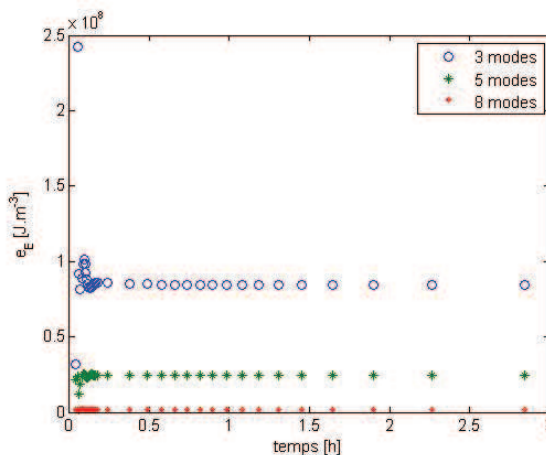 2.5 × 10⁸
3 modes
5 modes
8 modes
2
1.5
1
0.5
0
e_E [J.m⁻³]
0 0.5 1 1.5 2 2.5
temps [h]